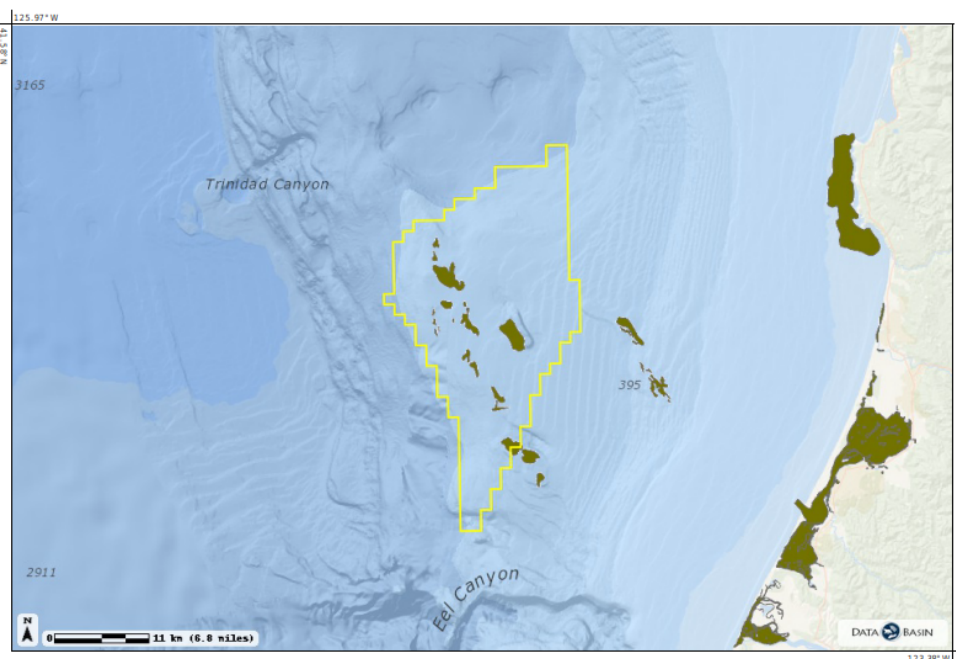 125.97° W
41.58° N
3165
Trinidad Canyon
395
2911
Eel Canyon
N
0 11 km (6.8 miles)
DATA BASIN
123.38° W